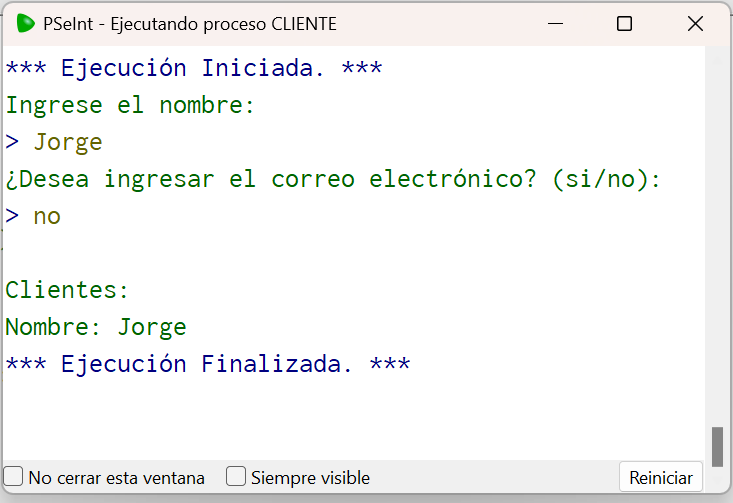 PSeInt - Ejecutando proceso CLIENTE
*** Ejecución Iniciada. ***
Ingrese el nombre:
> Jorge
¿Desea ingresar el correo electrónico? (si/no):
> no
Clientes:
Nombre: Jorge
*** Ejecución Finalizada. ***
No cerrar esta ventana Siempre visible Reiniciar